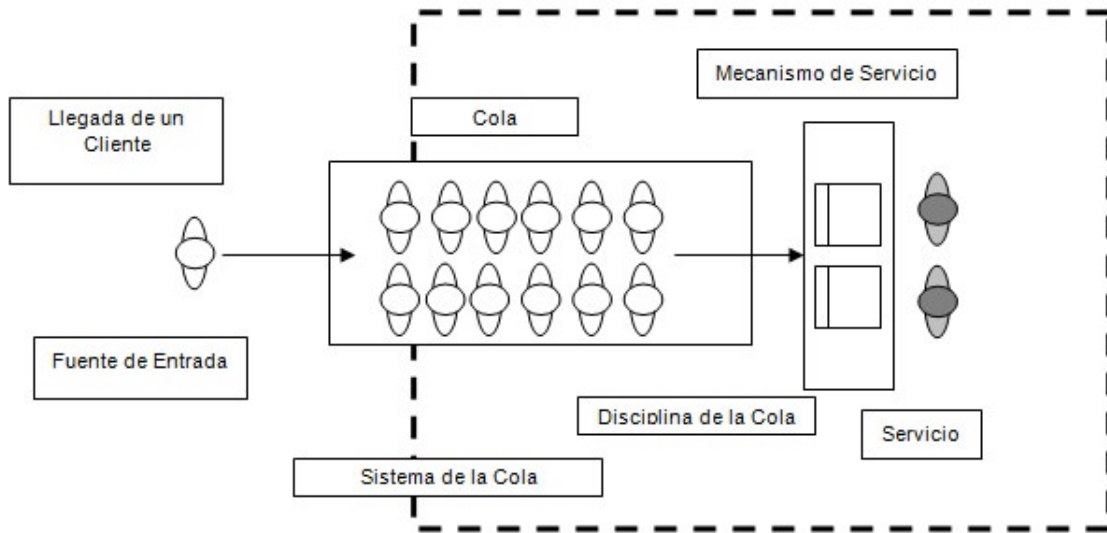 Mecanismo de Servicio
Llegada de un
Cliente
Cola
Fuente de Entrada
Disciplina de la Cola
Servicio
Sistema de la Cola